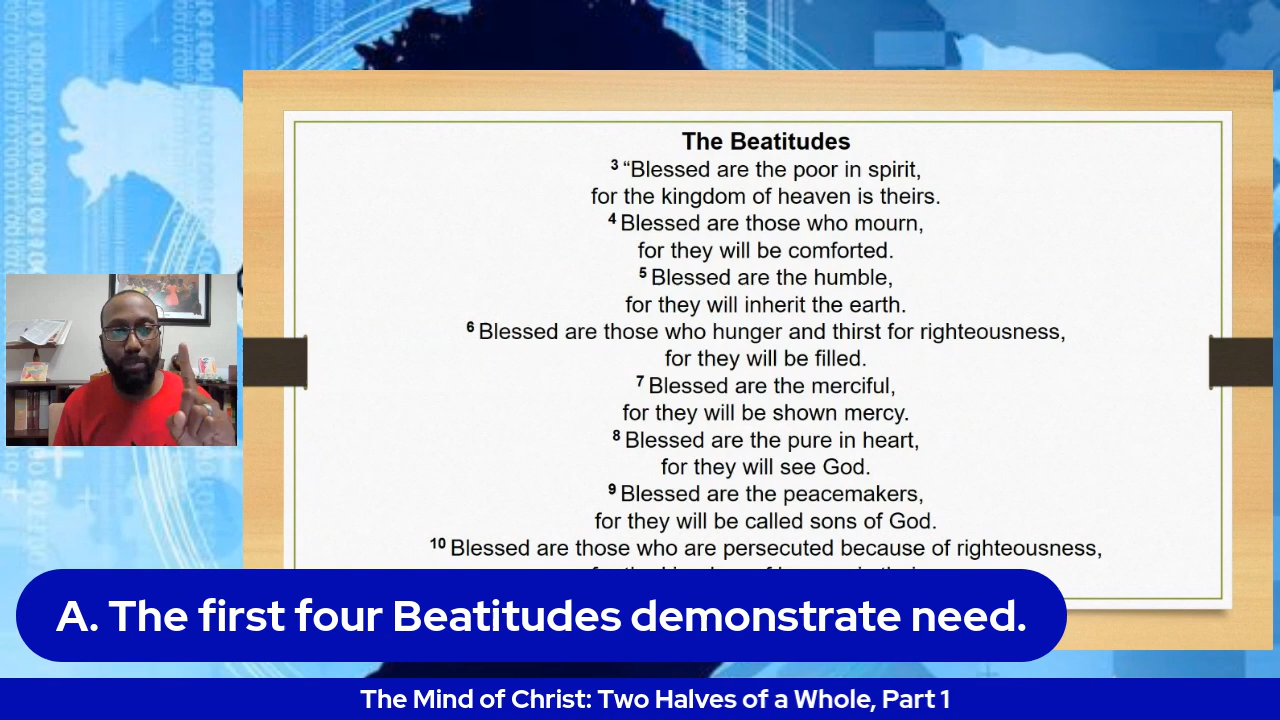 The Beatitudes
3 “Blessed are the poor in spirit,
for the kingdom of heaven is theirs.
4 Blessed are those who mourn,
for they will be comforted.
5 Blessed are the humble,
for they will inherit the earth.
6 Blessed are those who hunger and thirst for righteousness,
for they will be filled.
7 Blessed are the merciful,
for they will be shown mercy.
8 Blessed are the pure in heart,
for they will see God.
9 Blessed are the peacemakers,
for they will be called sons of God.
10 Blessed are those who are persecuted because of righteousness,
A. The first four Beatitudes demonstrate need.
The Mind of Christ: Two Halves of a Whole, Part 1